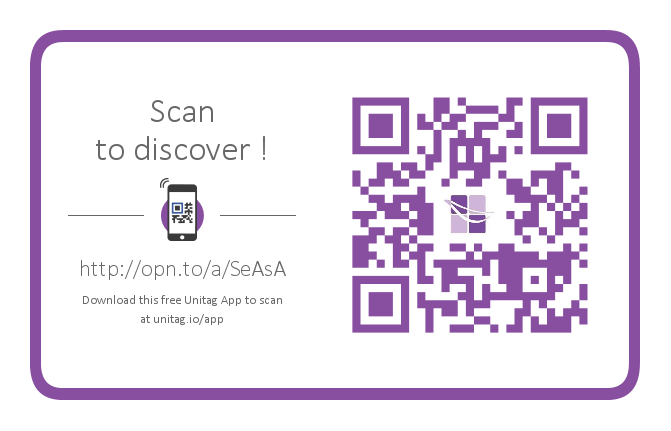 Scan
to discover !
http://opn.to/a/SeAsA
Download this free Unitag App to scan
at unitag.io/app